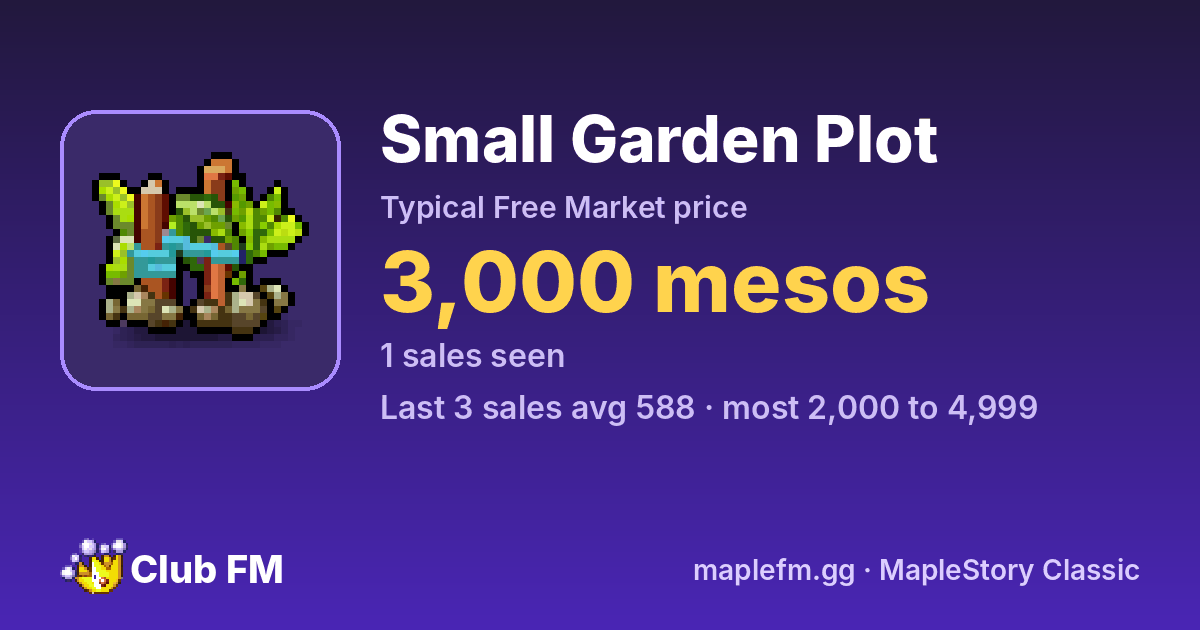 Small Garden Plot
Typical Free Market price
3,000 mesos
1 sales seen
Last 3 sales avg 588 · most 2,000 to 4,999
Club FM
maplefm.gg · MapleStory Classic